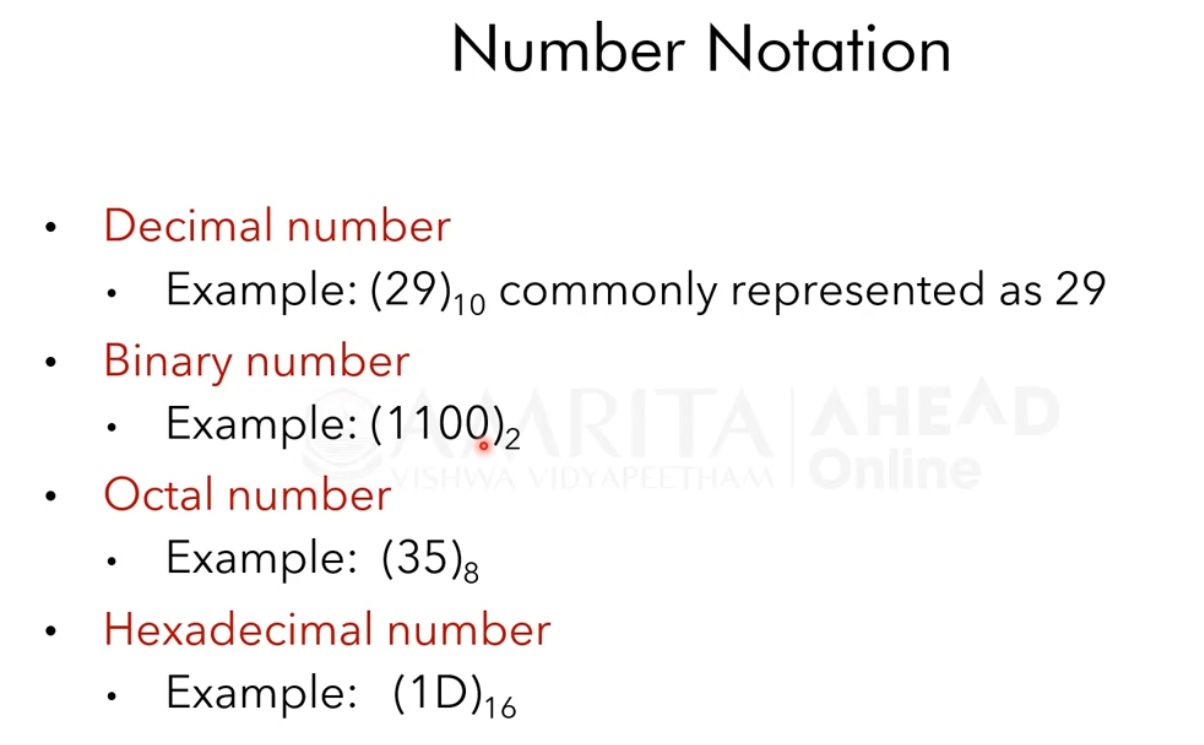 Number Notation
• Decimal number
• Example: (29)₁₀ commonly represented as 29
• Binary number
• Example: (1100)₂
• Octal number
• Example: (35)₈
• Hexadecimal number
• Example: (1D)₁₆
AMRITA
VISHWA VIDYAPEETHAM
AHEAD
Online